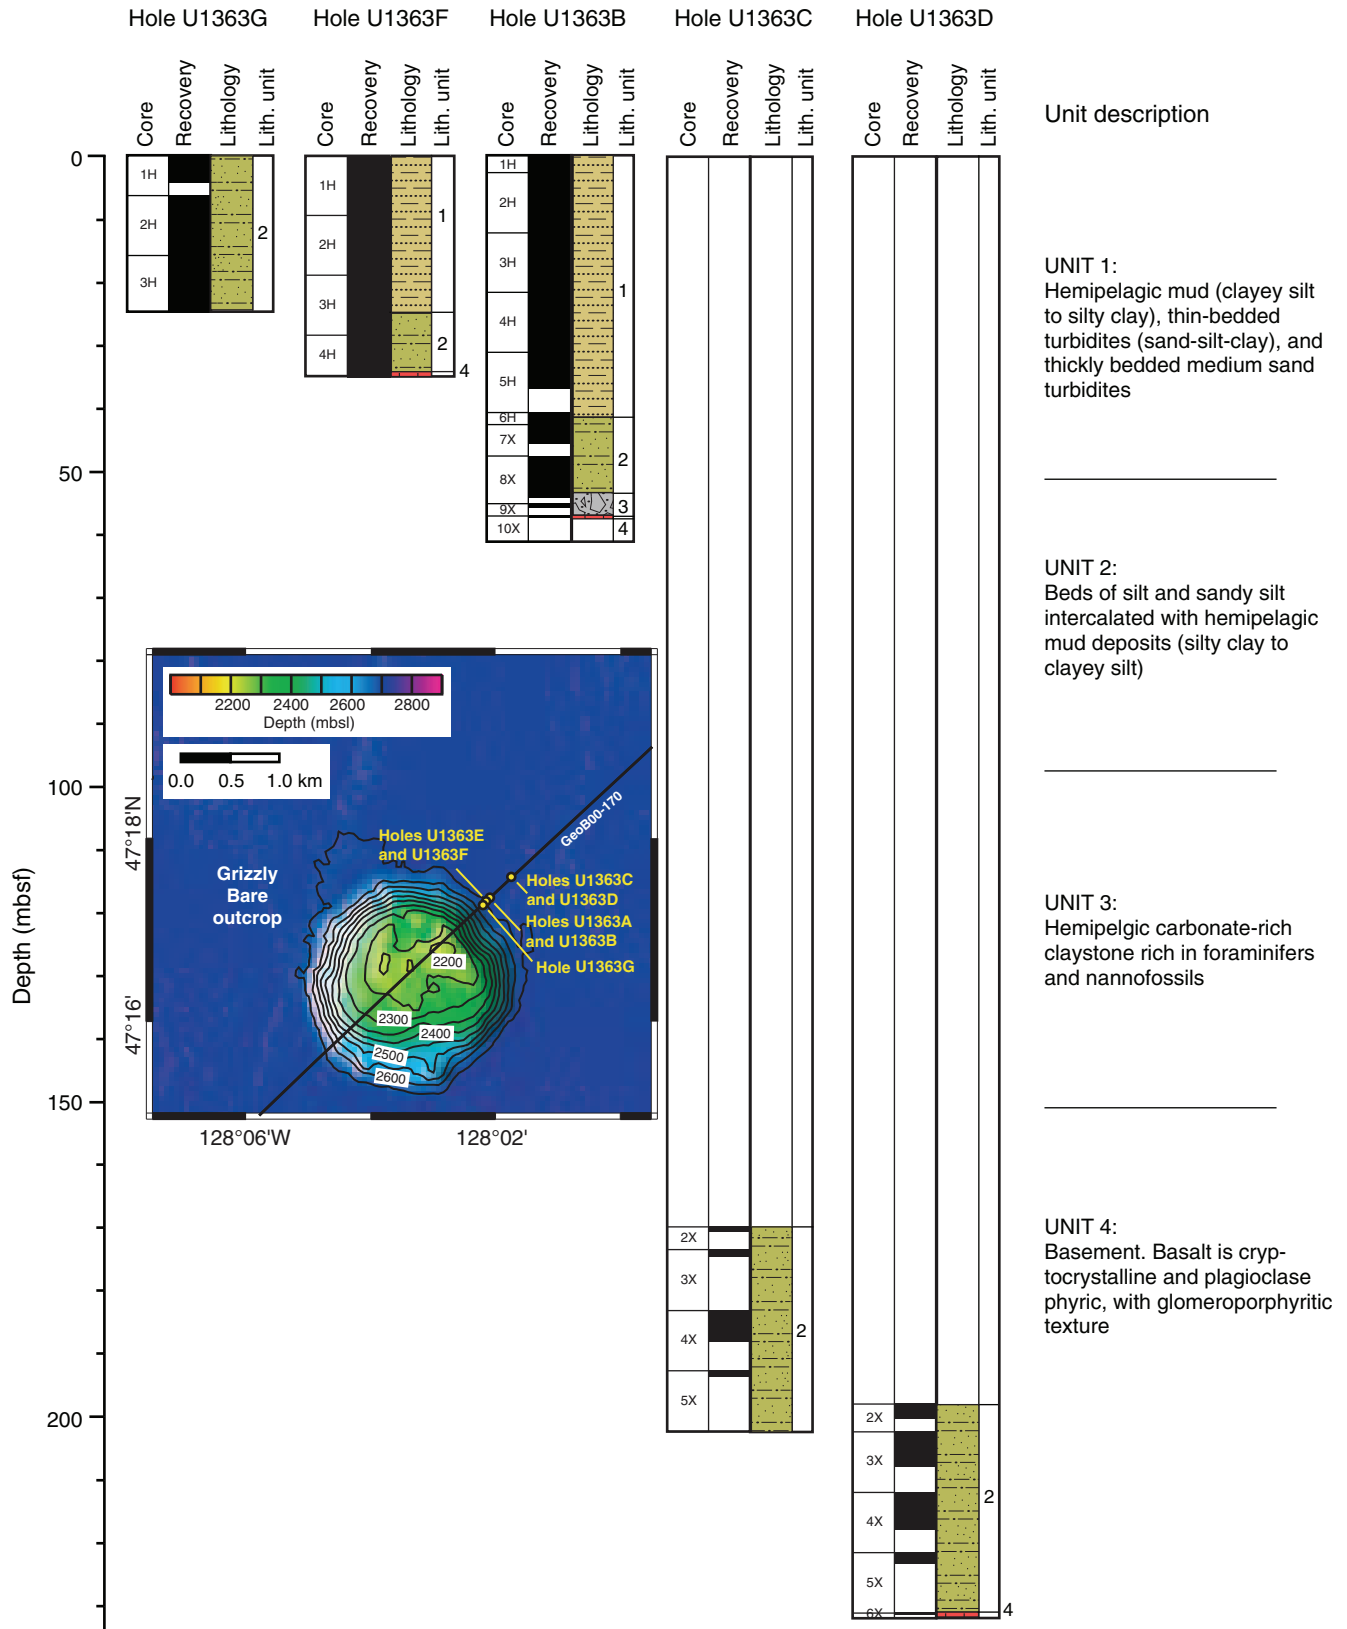 Hole U1363G
Hole U1363F
Hole U1363B
Hole U1363C
Hole U1363D
Core
Recovery
Lithology
Lith. unit
Core
Recovery
Lithology
Lith. unit
Core
Recovery
Lithology
Lith. unit
Core
Recovery
Lithology
Lith. unit
Core
Recovery
Lithology
Lith. unit
Unit description
Depth (mbsf)
0
50
100
150
200
1H
2H
3H
2
1H
2H
3H
4H
1
2
4
1H
2H
3H
4H
5H
6H
7X
8X
9X
10X
1
2
3
4
2X
3X
4X
5X
2
2X
3X
4X
5X
6X
2
4
UNIT 1:
Hemipelagic mud (clayey silt
to silty clay), thin-bedded
turbidites (sand-silt-clay), and
thickly bedded medium sand
turbidites
UNIT 2:
Beds of silt and sandy silt
intercalated with hemipelagic
mud deposits (silty clay to
clayey silt)
UNIT 3:
Hemipelgic carbonate-rich
claystone rich in foraminifers
and nannofossils
UNIT 4:
Basement. Basalt is cryp-
tocrystalline and plagioclase
phyric, with glomeroporphyritic
texture
2200 2400 2600 2800
Depth (mbsl)
0.0 0.5 1.0 km
47°18'N
47°16'
128°06'W
128°02'
GeoB00-170
Holes U1363E
and U1363F
Grizzly
Bare
outcrop
Holes U1363C
and U1363D
Holes U1363A
and U1363B
Hole U1363G
2200
2300
2400
2500
2600